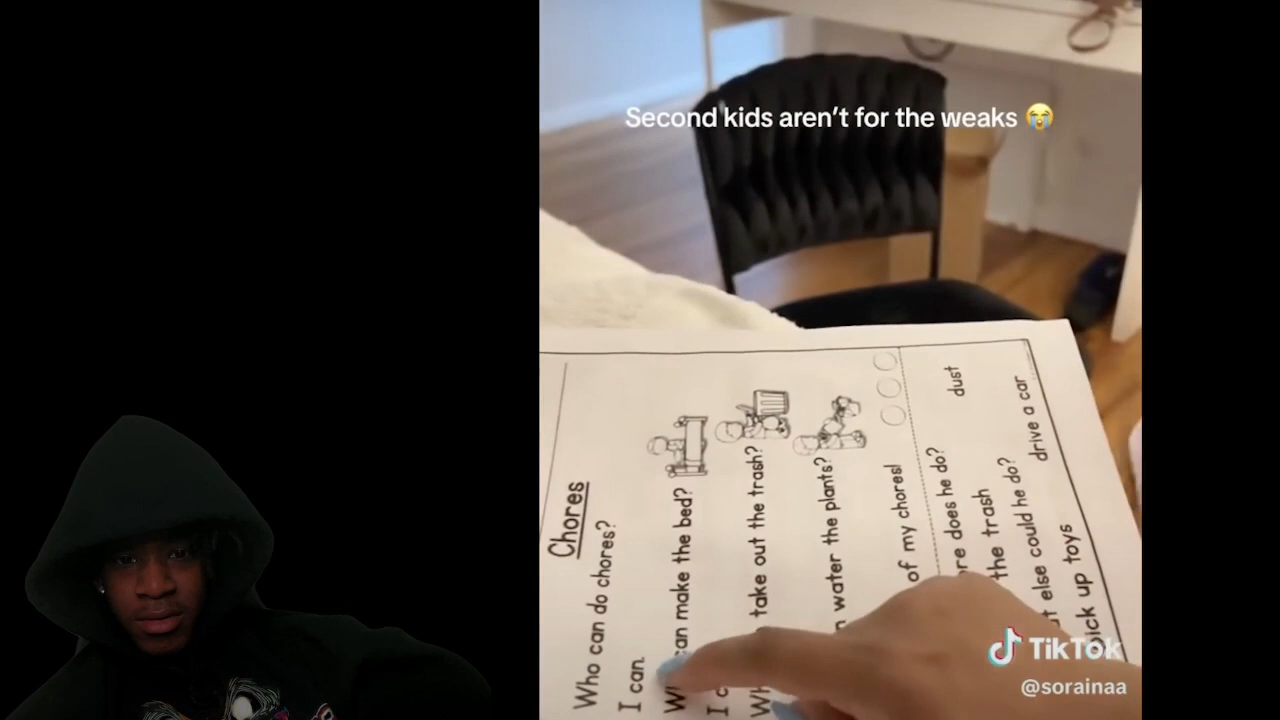 Second kids aren't for the weaks 😭
Chores
Who can do chores?
I can.
can make the bed?
take out the trash?
water the plants?
of my chores!
does he do?
dust
the trash
else could he do?
drive a car
pick up toys
TikTok
@sorainaa